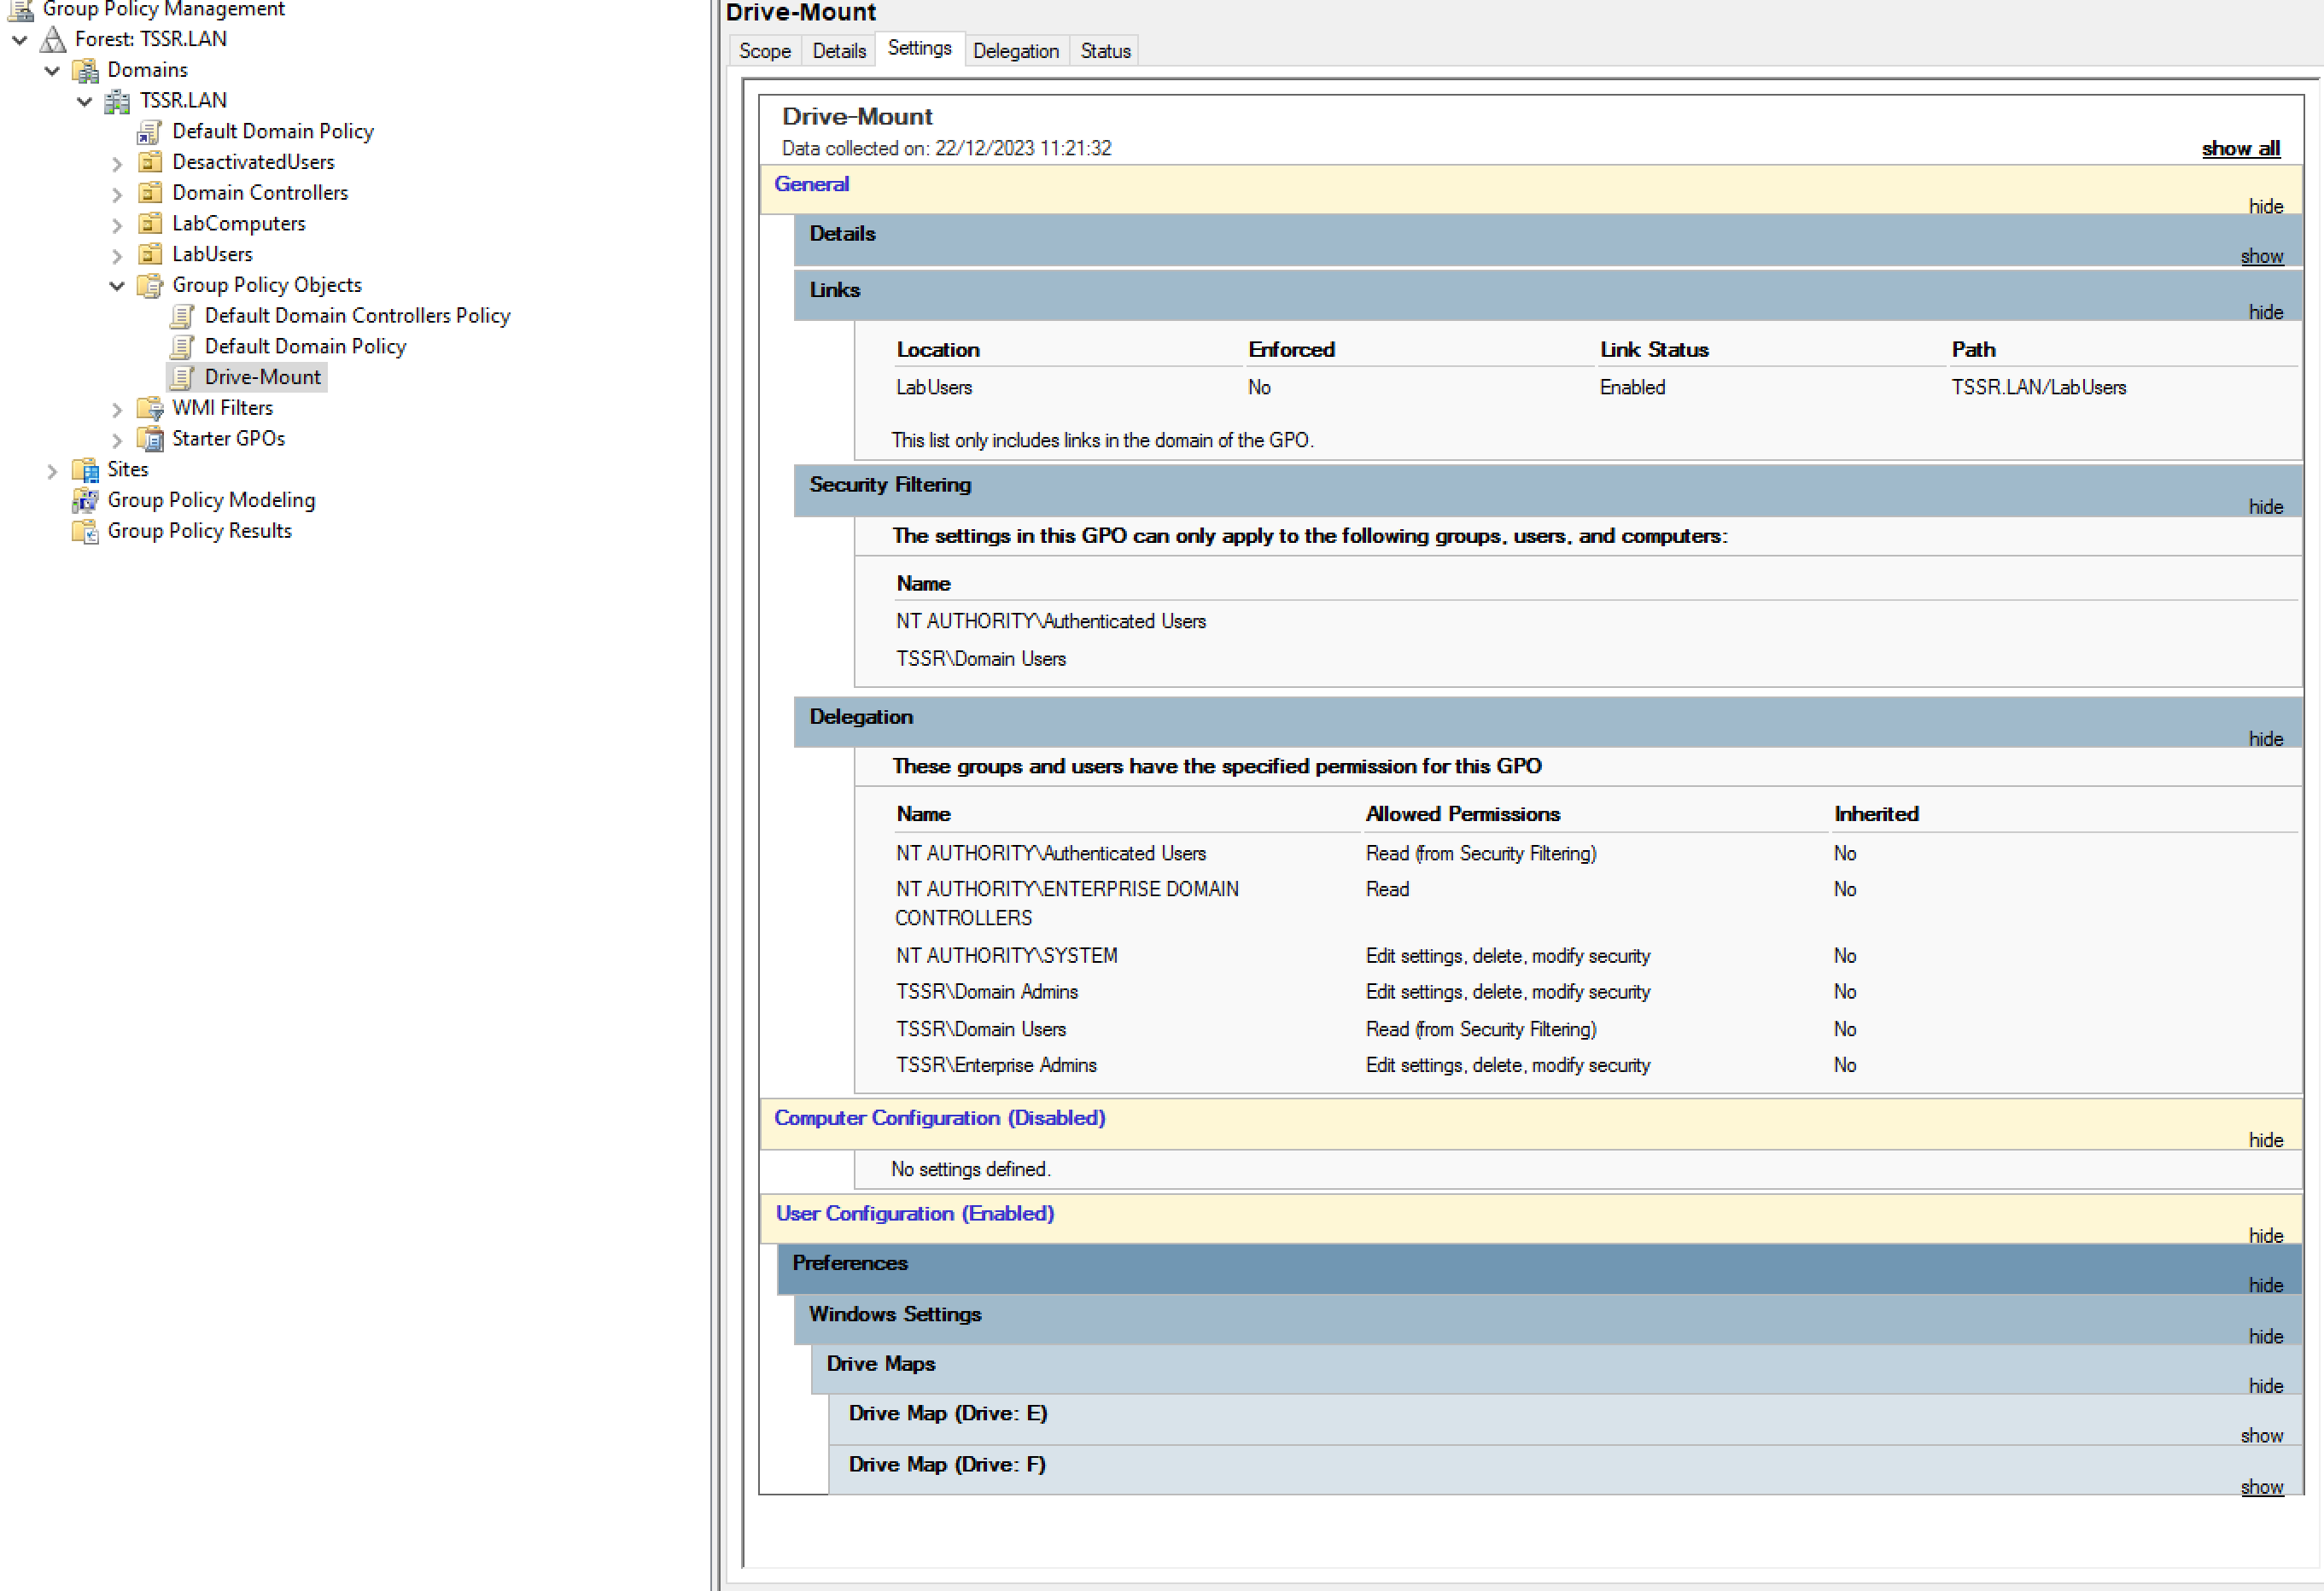 Group Policy Management
Forest: TSSR.LAN
Domains
TSSR.LAN
Default Domain Policy
DesactivatedUsers
Domain Controllers
LabComputers
LabUsers
Group Policy Objects
Default Domain Controllers Policy
Default Domain Policy
Drive-Mount
WMI Filters
Starter GPOs
Sites
Group Policy Modeling
Group Policy Results
Drive-Mount
Scope Details Settings Delegation Status
Drive-Mount
Data collected on: 22/12/2023 11:21:32 show all
General
hide
Details
show
Links
hide
Location Enforced Link Status Path
LabUsers No Enabled TSSR.LAN/LabUsers
This list only includes links in the domain of the GPO.
Security Filtering
hide
The settings in this GPO can only apply to the following groups, users, and computers:
Name
NT AUTHORITY\Authenticated Users
TSSR\Domain Users
Delegation
hide
These groups and users have the specified permission for this GPO
Name Allowed Permissions Inherited
NT AUTHORITY\Authenticated Users Read (from Security Filtering) No
NT AUTHORITY\ENTERPRISE DOMAIN Read No
CONTROLLERS
NT AUTHORITY\SYSTEM Edit settings, delete, modify security No
TSSR\Domain Admins Edit settings, delete, modify security No
TSSR\Domain Users Read (from Security Filtering) No
TSSR\Enterprise Admins Edit settings, delete, modify security No
Computer Configuration (Disabled)
hide
No settings defined.
User Configuration (Enabled)
hide
Preferences
hide
Windows Settings
hide
Drive Maps
hide
Drive Map (Drive: E)
show
Drive Map (Drive: F)
show